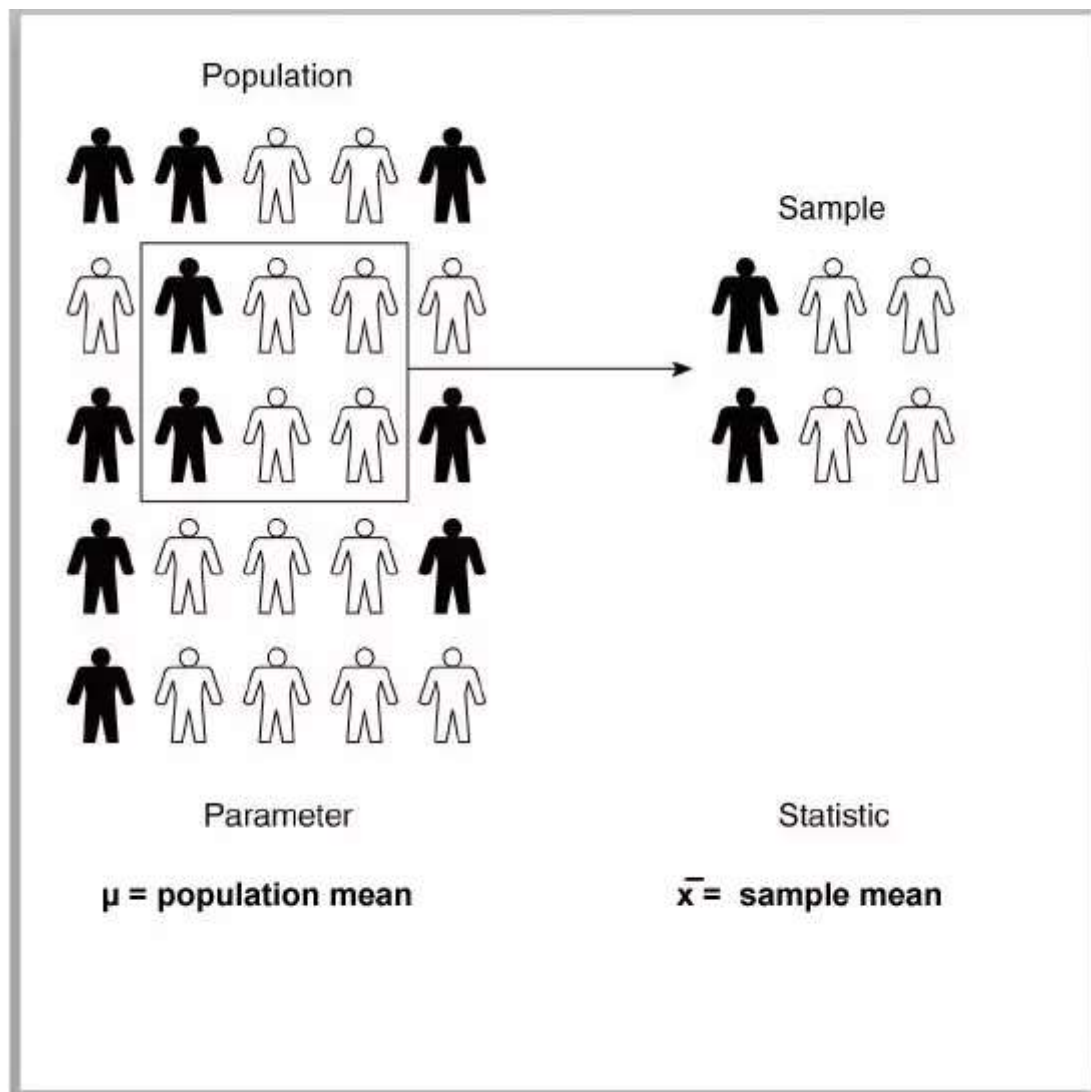 Population
Sample
Parameter
Statistic
μ = population mean
x̄ = sample mean